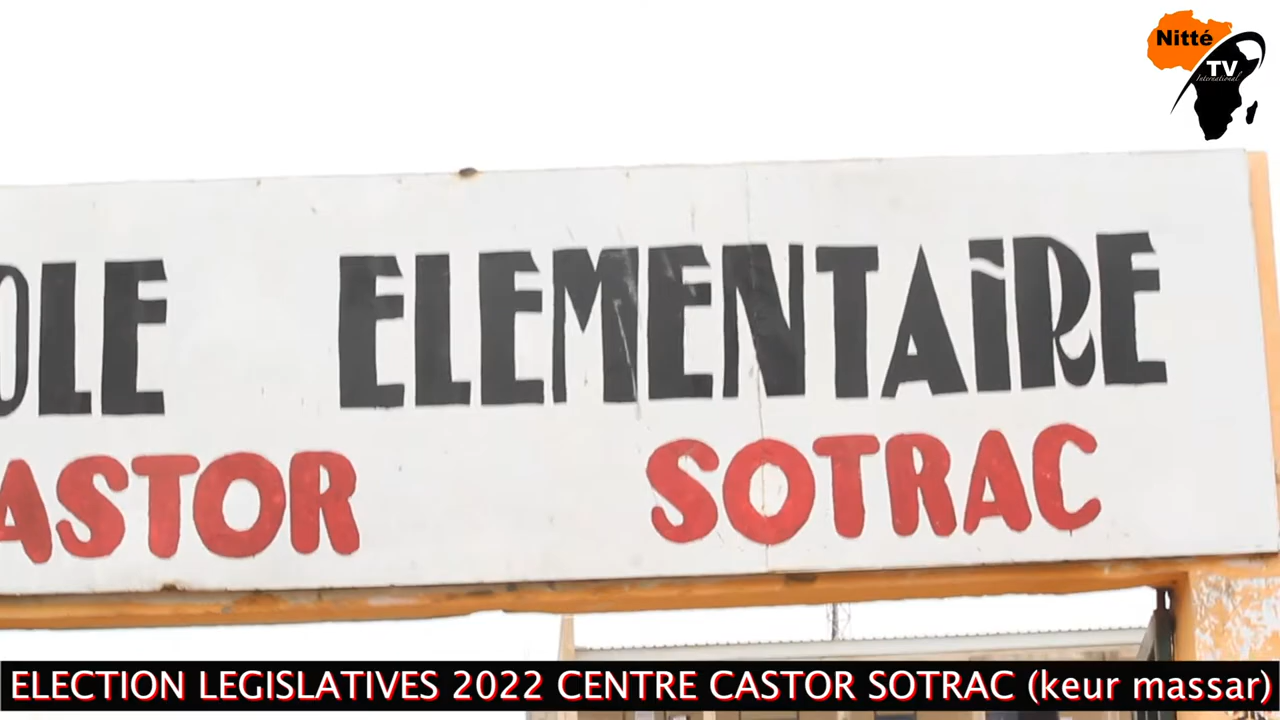 Nitté
TV
International
OLE ELEMENTAIRE
ASTOR SOTRAC
ELECTION LEGISLATIVES 2022 CENTRE CASTOR SOTRAC (keur massar)